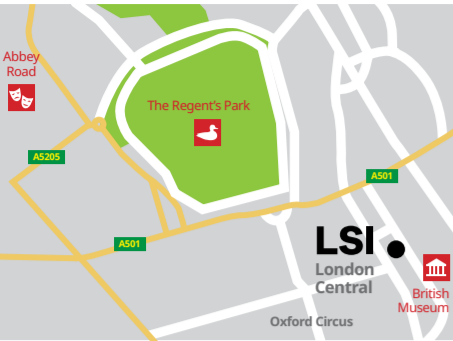 Abbey
Road
The Regent's Park
A5205
A501
A501
LSI
London
Central
British
Museum
Oxford Circus